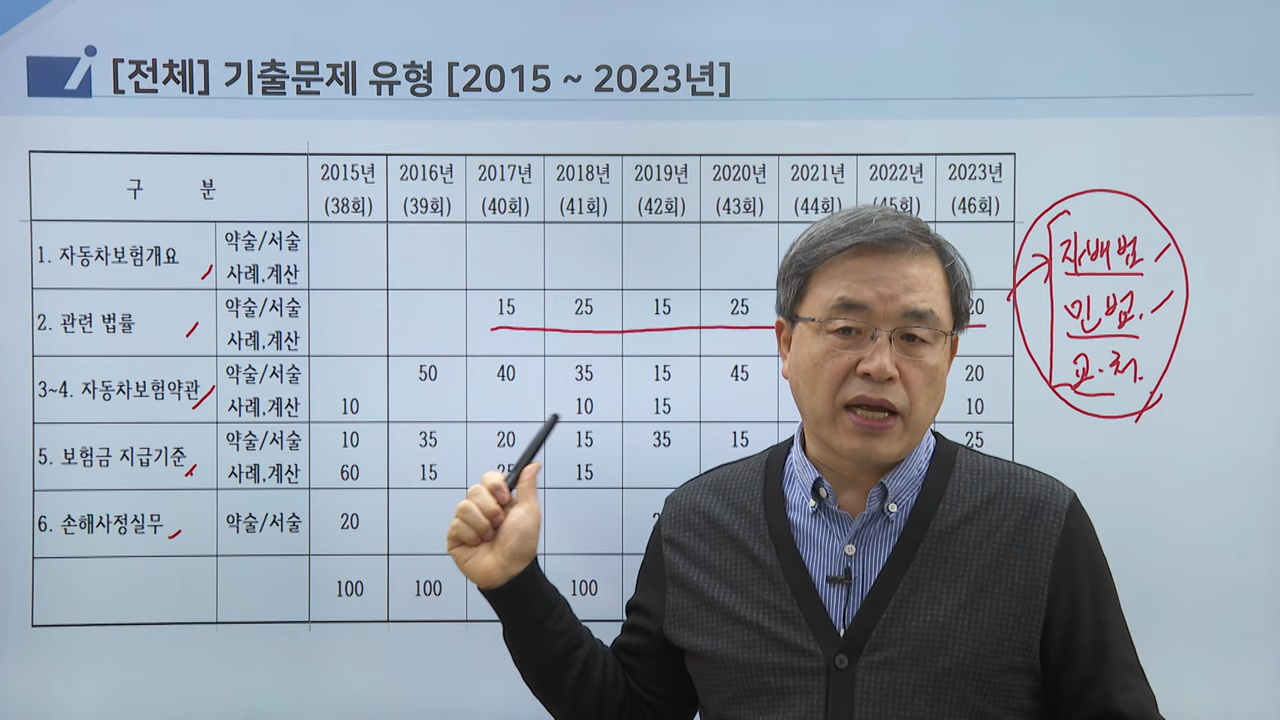 [전체] 기출문제 유형 [2015 ~ 2023년]
구 분 2015년 (38회) 2016년 (39회) 2017년 (40회) 2018년 (41회) 2019년 (42회) 2020년 (43회) 2021년 (44회) 2022년 (45회) 2023년 (46회)
1. 자동차보험개요 약술/서술
사례,계산
2. 관련 법률 약술/서술 15 25 15 25 20
사례,계산
3~4. 자동차보험약관 약술/서술 50 40 35 15 45 20
사례,계산 10 10 15 10
5. 보험금 지급기준 약술/서술 10 35 20 15 35 15 25
사례,계산 60 15 25 15
6. 손해사정실무 약술/서술 20
100 100 100
자배법
민법
교.처.